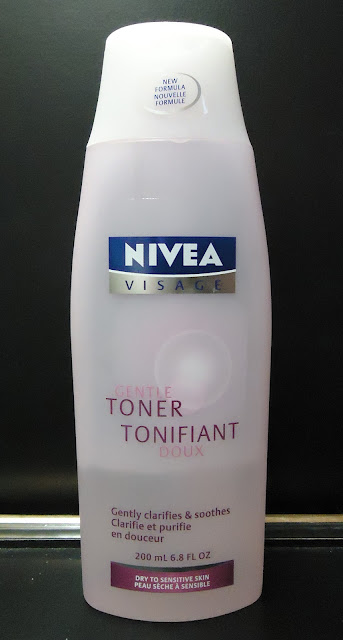 NEW
FORMULA
NOUVELLE
FORMULE
NIVEA
VISAGE
GENTLE
TONER
TONIFIANT
DOUX
Gently clarifies & soothes
Clarifie et purifie
en douceur
200 mL 6.8 FL OZ
DRY TO SENSITIVE SKIN
PEAU SÈCHE À SENSIBLE